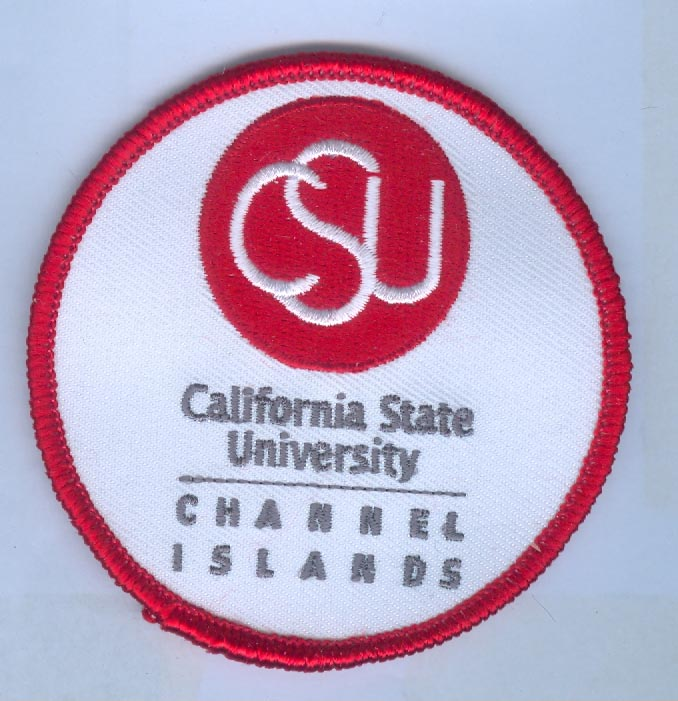 CSU
California State
University
CHANNEL
ISLANDS